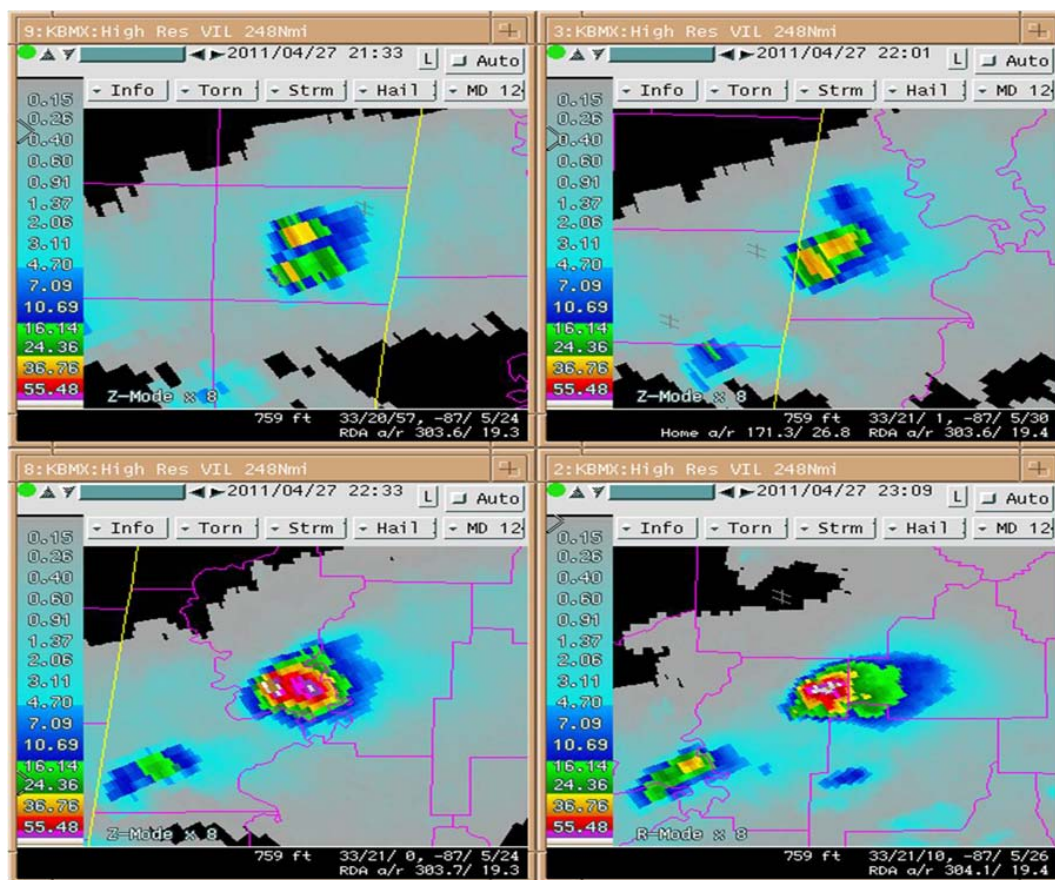 9:KBMX:High Res VIL 248Nmi
2011/04/27 21:33 L Auto
Info Torn Strm Hail MD 12
0.15
0.26
0.40
0.60
0.91
1.37
2.06
3.11
4.70
7.09
10.69
16.14
24.36
36.76
55.48
Z-Mode x 8
759 ft 33/20/57, -87/ 5/24
RDA a/r 303.6/ 19.3
3:KBMX:High Res VIL 248Nmi
2011/04/27 22:01 L Auto
Info Torn Strm Hail MD 12
0.15
0.26
0.40
0.60
0.91
1.37
2.06
3.11
4.70
7.09
10.69
16.14
24.36
36.76
55.48
Z-Mode x 8
759 ft 33/21/ 1, -87/ 5/30
Home a/r 171.3/ 26.8 RDA a/r 303.6/ 19.4
8:KBMX:High Res VIL 248Nmi
2011/04/27 22:33 L Auto
Info Torn Strm Hail MD 12
0.15
0.26
0.40
0.60
0.91
1.37
2.06
3.11
4.70
7.09
10.69
16.14
24.36
36.76
55.48
Z-Mode x 8
759 ft 33/21/ 0, -87/ 5/24
RDA a/r 303.7/ 19.3
2:KBMX:High Res VIL 248Nmi
2011/04/27 23:09 L Auto
Info Torn Strm Hail MD 12
0.15
0.26
0.40
0.60
0.91
1.37
2.06
3.11
4.70
7.09
10.69
16.14
24.36
36.76
55.48
R-Mode x 8
759 ft 33/21/10, -87/ 5/26
RDA a/r 304.1/ 19.4